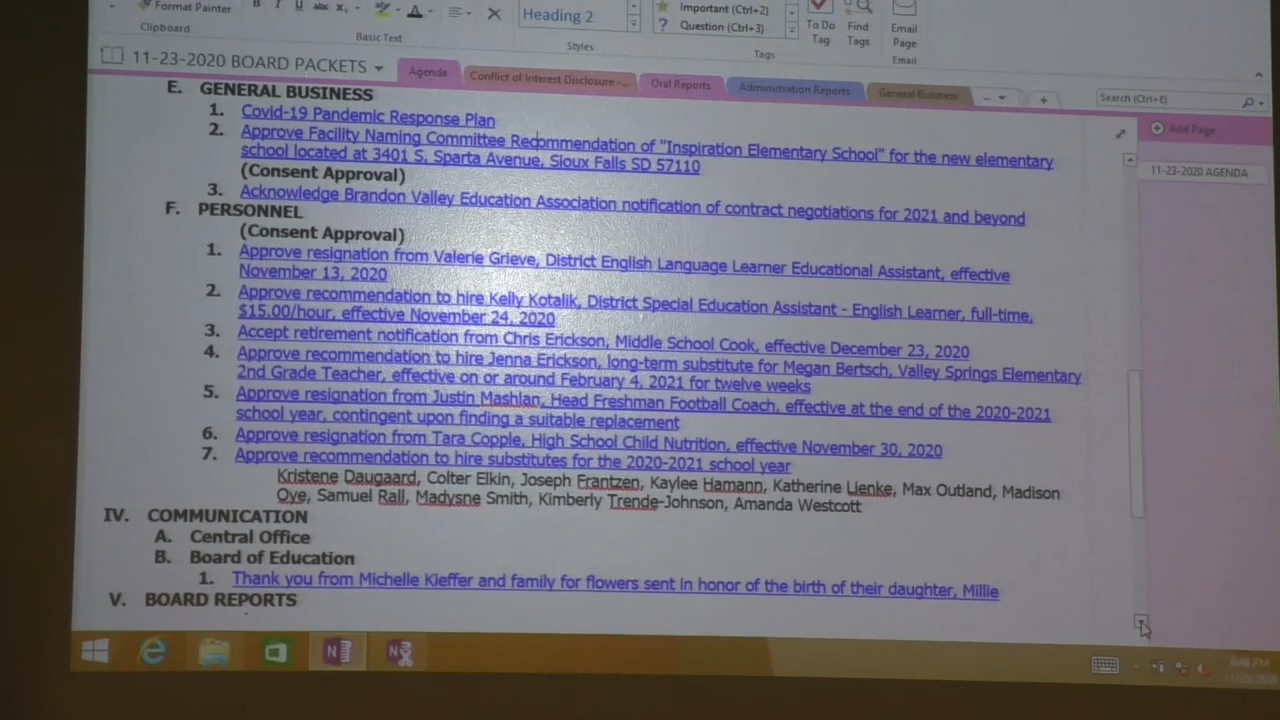 Format Painter
B I U abc x,
A
Heading 2
Important (Ctrl+2)
? Question (Ctrl+3)
To Do Tag
Find Tags
Email Page
Clipboard
Basic Text
Styles
Tags
Email
11-23-2020 BOARD PACKETS
Agenda
Conflict of Interest Disclosure -...
Oral Reports
Administration Reports
General Business
Search (Ctrl+E)
Add Page
11-23-2020 AGENDA
E. GENERAL BUSINESS
1. Covid-19 Pandemic Response Plan
2. Approve Facility Naming Committee Recommendation of "Inspiration Elementary School" for the new elementary
school located at 3401 S. Sparta Avenue, Sioux Falls SD 57110
(Consent Approval)
3. Acknowledge Brandon Valley Education Association notification of contract negotiations for 2021 and beyond
F. PERSONNEL
(Consent Approval)
1. Approve resignation from Valerie Grieve, District English Language Learner Educational Assistant, effective
November 13, 2020
2. Approve recommendation to hire Kelly Kotalik, District Special Education Assistant - English Learner, full-time,
$15.00/hour, effective November 24, 2020
3. Accept retirement notification from Chris Erickson, Middle School Cook, effective December 23, 2020
4. Approve recommendation to hire Jenna Erickson, long-term substitute for Megan Bertsch, Valley Springs Elementary
2nd Grade Teacher, effective on or around February 4, 2021 for twelve weeks
5. Approve resignation from Justin Mashlan, Head Freshman Football Coach, effective at the end of the 2020-2021
school year, contingent upon finding a suitable replacement
6. Approve resignation from Tara Copple, High School Child Nutrition, effective November 30, 2020
7. Approve recommendation to hire substitutes for the 2020-2021 school year
Kristene Daugaard, Colter Elkin, Joseph Frantzen, Kaylee Hamann, Katherine Lienke, Max Outland, Madison
Oye, Samuel Rall, Madysne Smith, Kimberly Trende-Johnson, Amanda Westcott
IV. COMMUNICATION
A. Central Office
B. Board of Education
1. Thank you from Michelle Kieffer and family for flowers sent in honor of the birth of their daughter, Millie
V. BOARD REPORTS